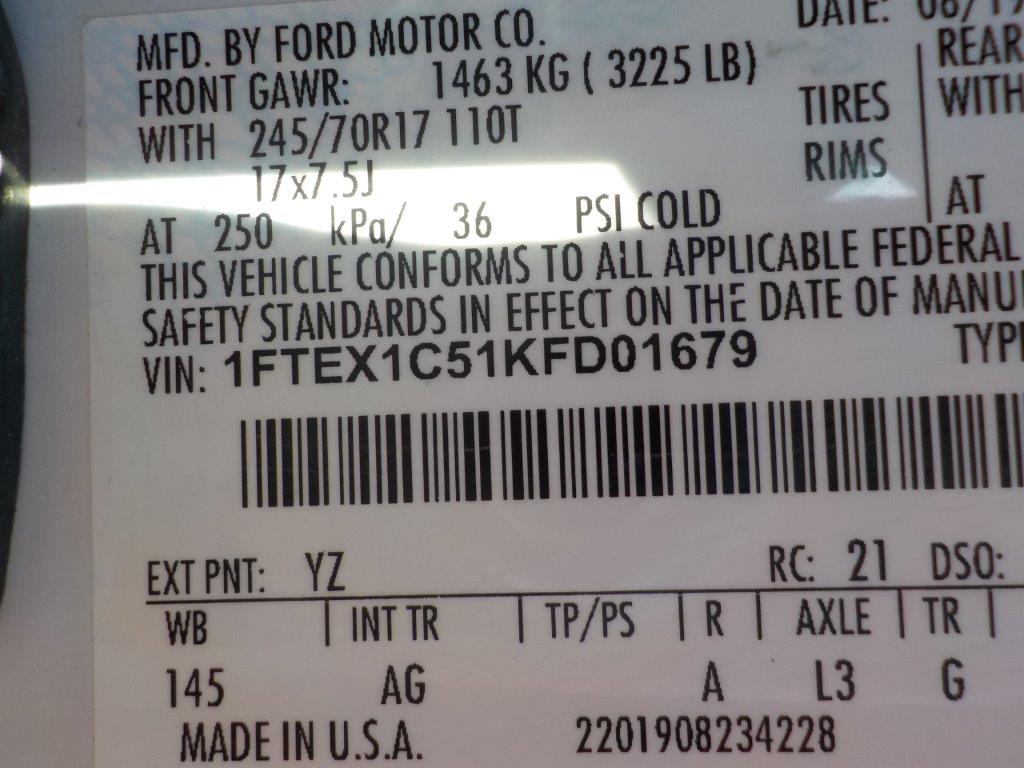 DATE: 08/19
MFD. BY FORD MOTOR CO.
FRONT GAWR: 1463 KG ( 3225 LB) REAR
WITH 245/70R17 110T TIRES WITH
17x7.5J RIMS
AT 250 kPa/ 36 PSI COLD AT
THIS VEHICLE CONFORMS TO ALL APPLICABLE FEDERAL
SAFETY STANDARDS IN EFFECT ON THE DATE OF MANU
VIN: 1FTEX1C51KFD01679 TYP
EXT PNT: YZ RC: 21 DSO:
WB | INT TR | TP/PS | R | AXLE | TR |
145 AG A L3 G
MADE IN U.S.A. 2201908234228